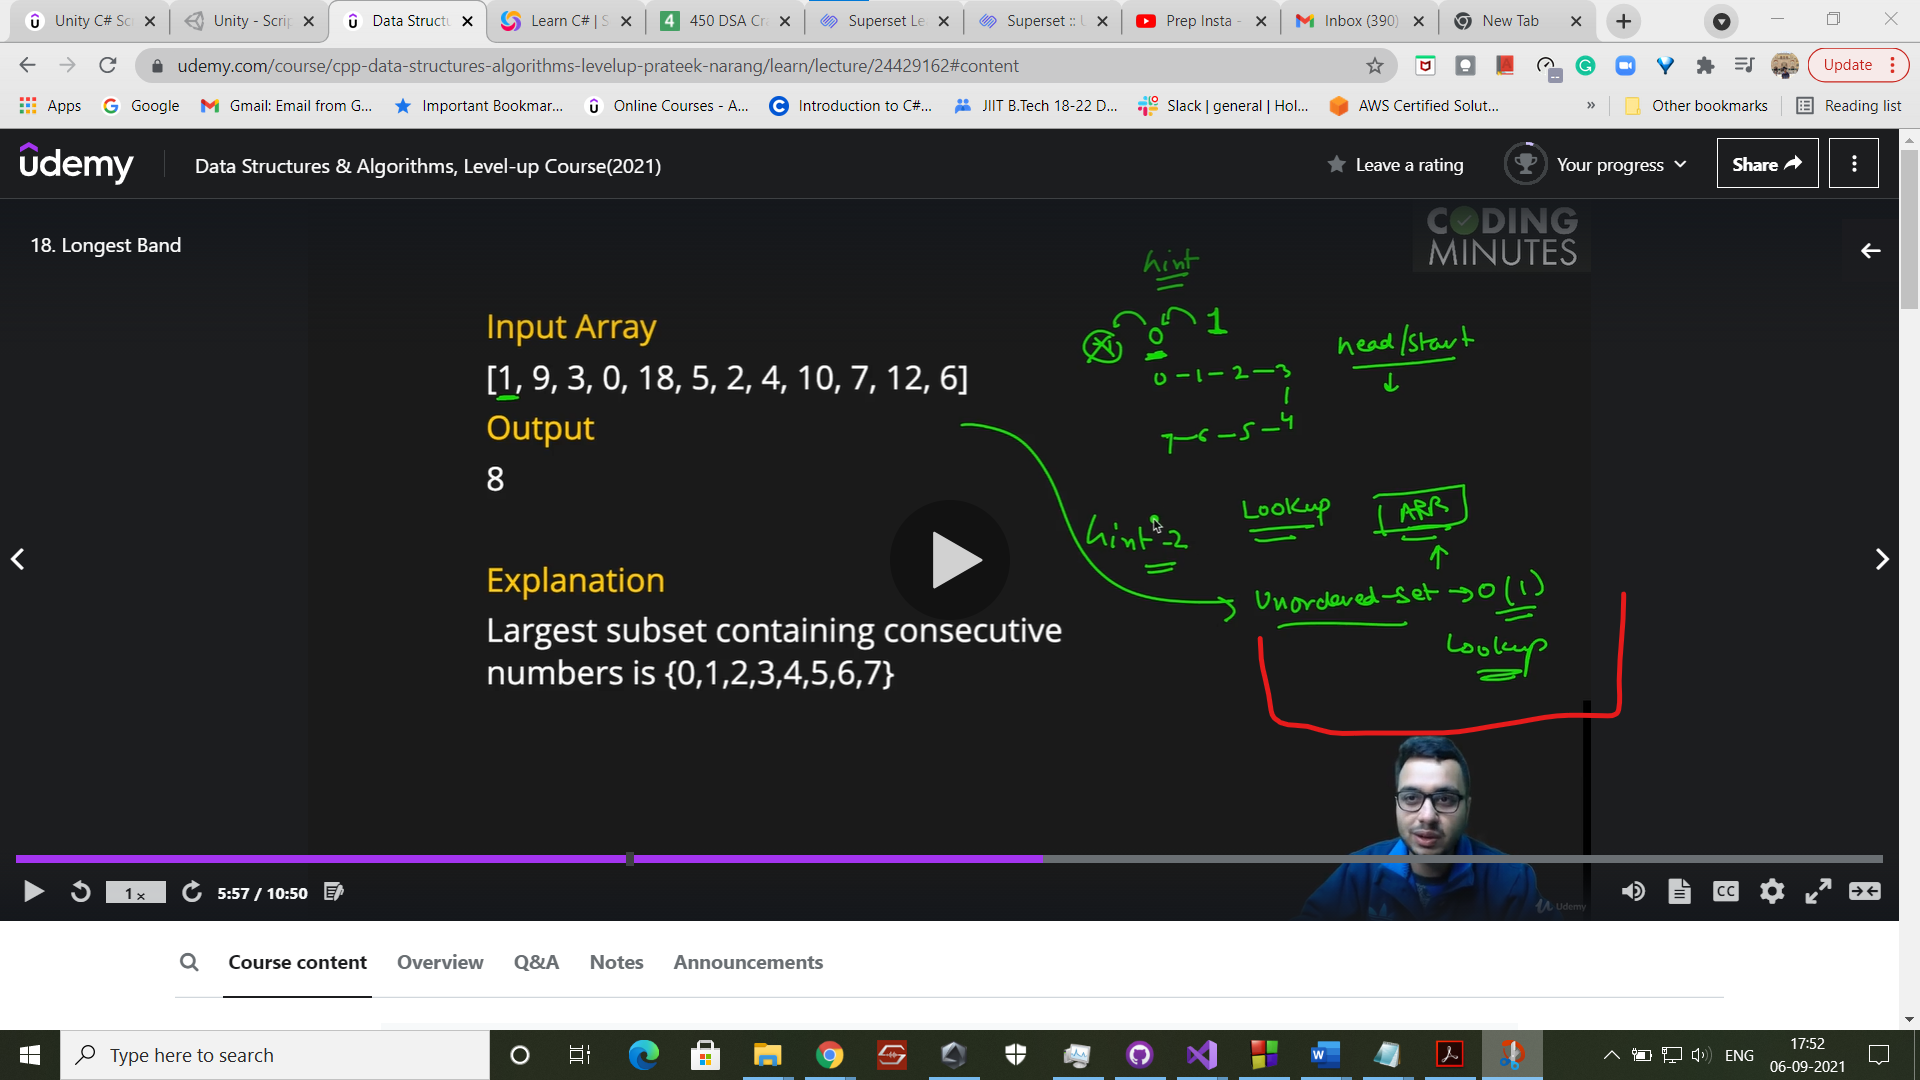 Unity C# Sc
Unity - Scrip
Data Structu
Learn C# | S
450 DSA Cra
Superset Le
Superset :: U
Prep Insta -
Inbox (390)
New Tab
udemy.com/course/cpp-data-structures-algorithms-levelup-prateek-narang/learn/lecture/24429162#content
Update
Apps
Google
Gmail: Email from G...
Important Bookmar...
Online Courses - A...
Introduction to C#...
JIIT B.Tech 18-22 D...
Slack | general | Hol...
AWS Certified Solut...
»
Other bookmarks
Reading list
ûdemy
Data Structures & Algorithms, Level-up Course(2021)
Leave a rating
Your progress
Share
18. Longest Band
CODING
MINUTES
hint
Input Array
0 1
head/start
[1, 9, 3, 0, 18, 5, 2, 4, 10, 7, 12, 6]
0 - 1 - 2 - 3
Output
7 - 6 - 5 - 4
8
Lookup
ARR
hint-2
Explanation
Unordered-set → O(1)
Largest subset containing consecutive
Lookup
numbers is {0,1,2,3,4,5,6,7}
1 x
5:57 / 10:50
CC
Udemy
Course content
Overview
Q&A
Notes
Announcements
Type here to search
ENG
17:52
06-09-2021